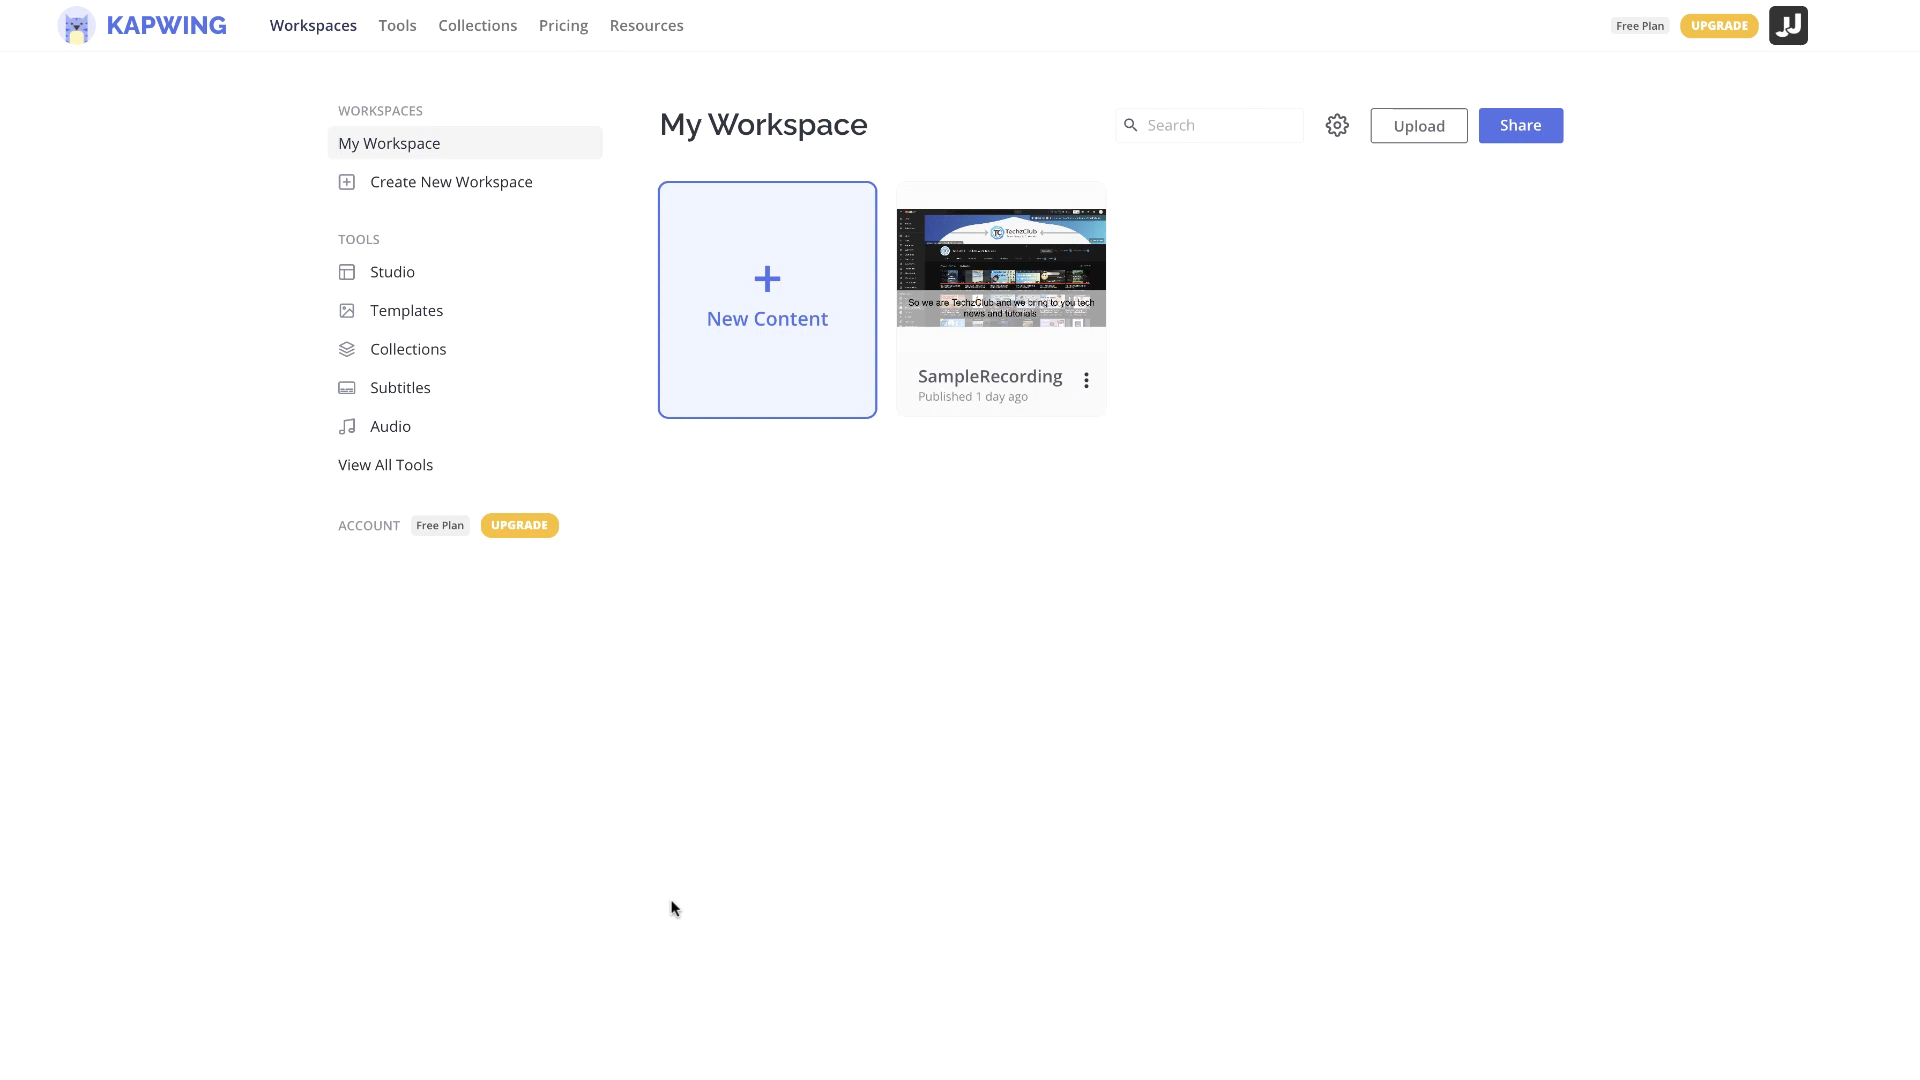 KAPWING
Workspaces
Tools
Collections
Pricing
Resources
Free Plan
UPGRADE
WORKSPACES
My Workspace
Create New Workspace
TOOLS
Studio
Templates
Collections
Subtitles
Audio
View All Tools
ACCOUNT
Free Plan
UPGRADE
My Workspace
Search
Upload
Share
New Content
TechzClub
So we are TechzClub and we bring to you tech
news and tutorials
SampleRecording
Published 1 day ago